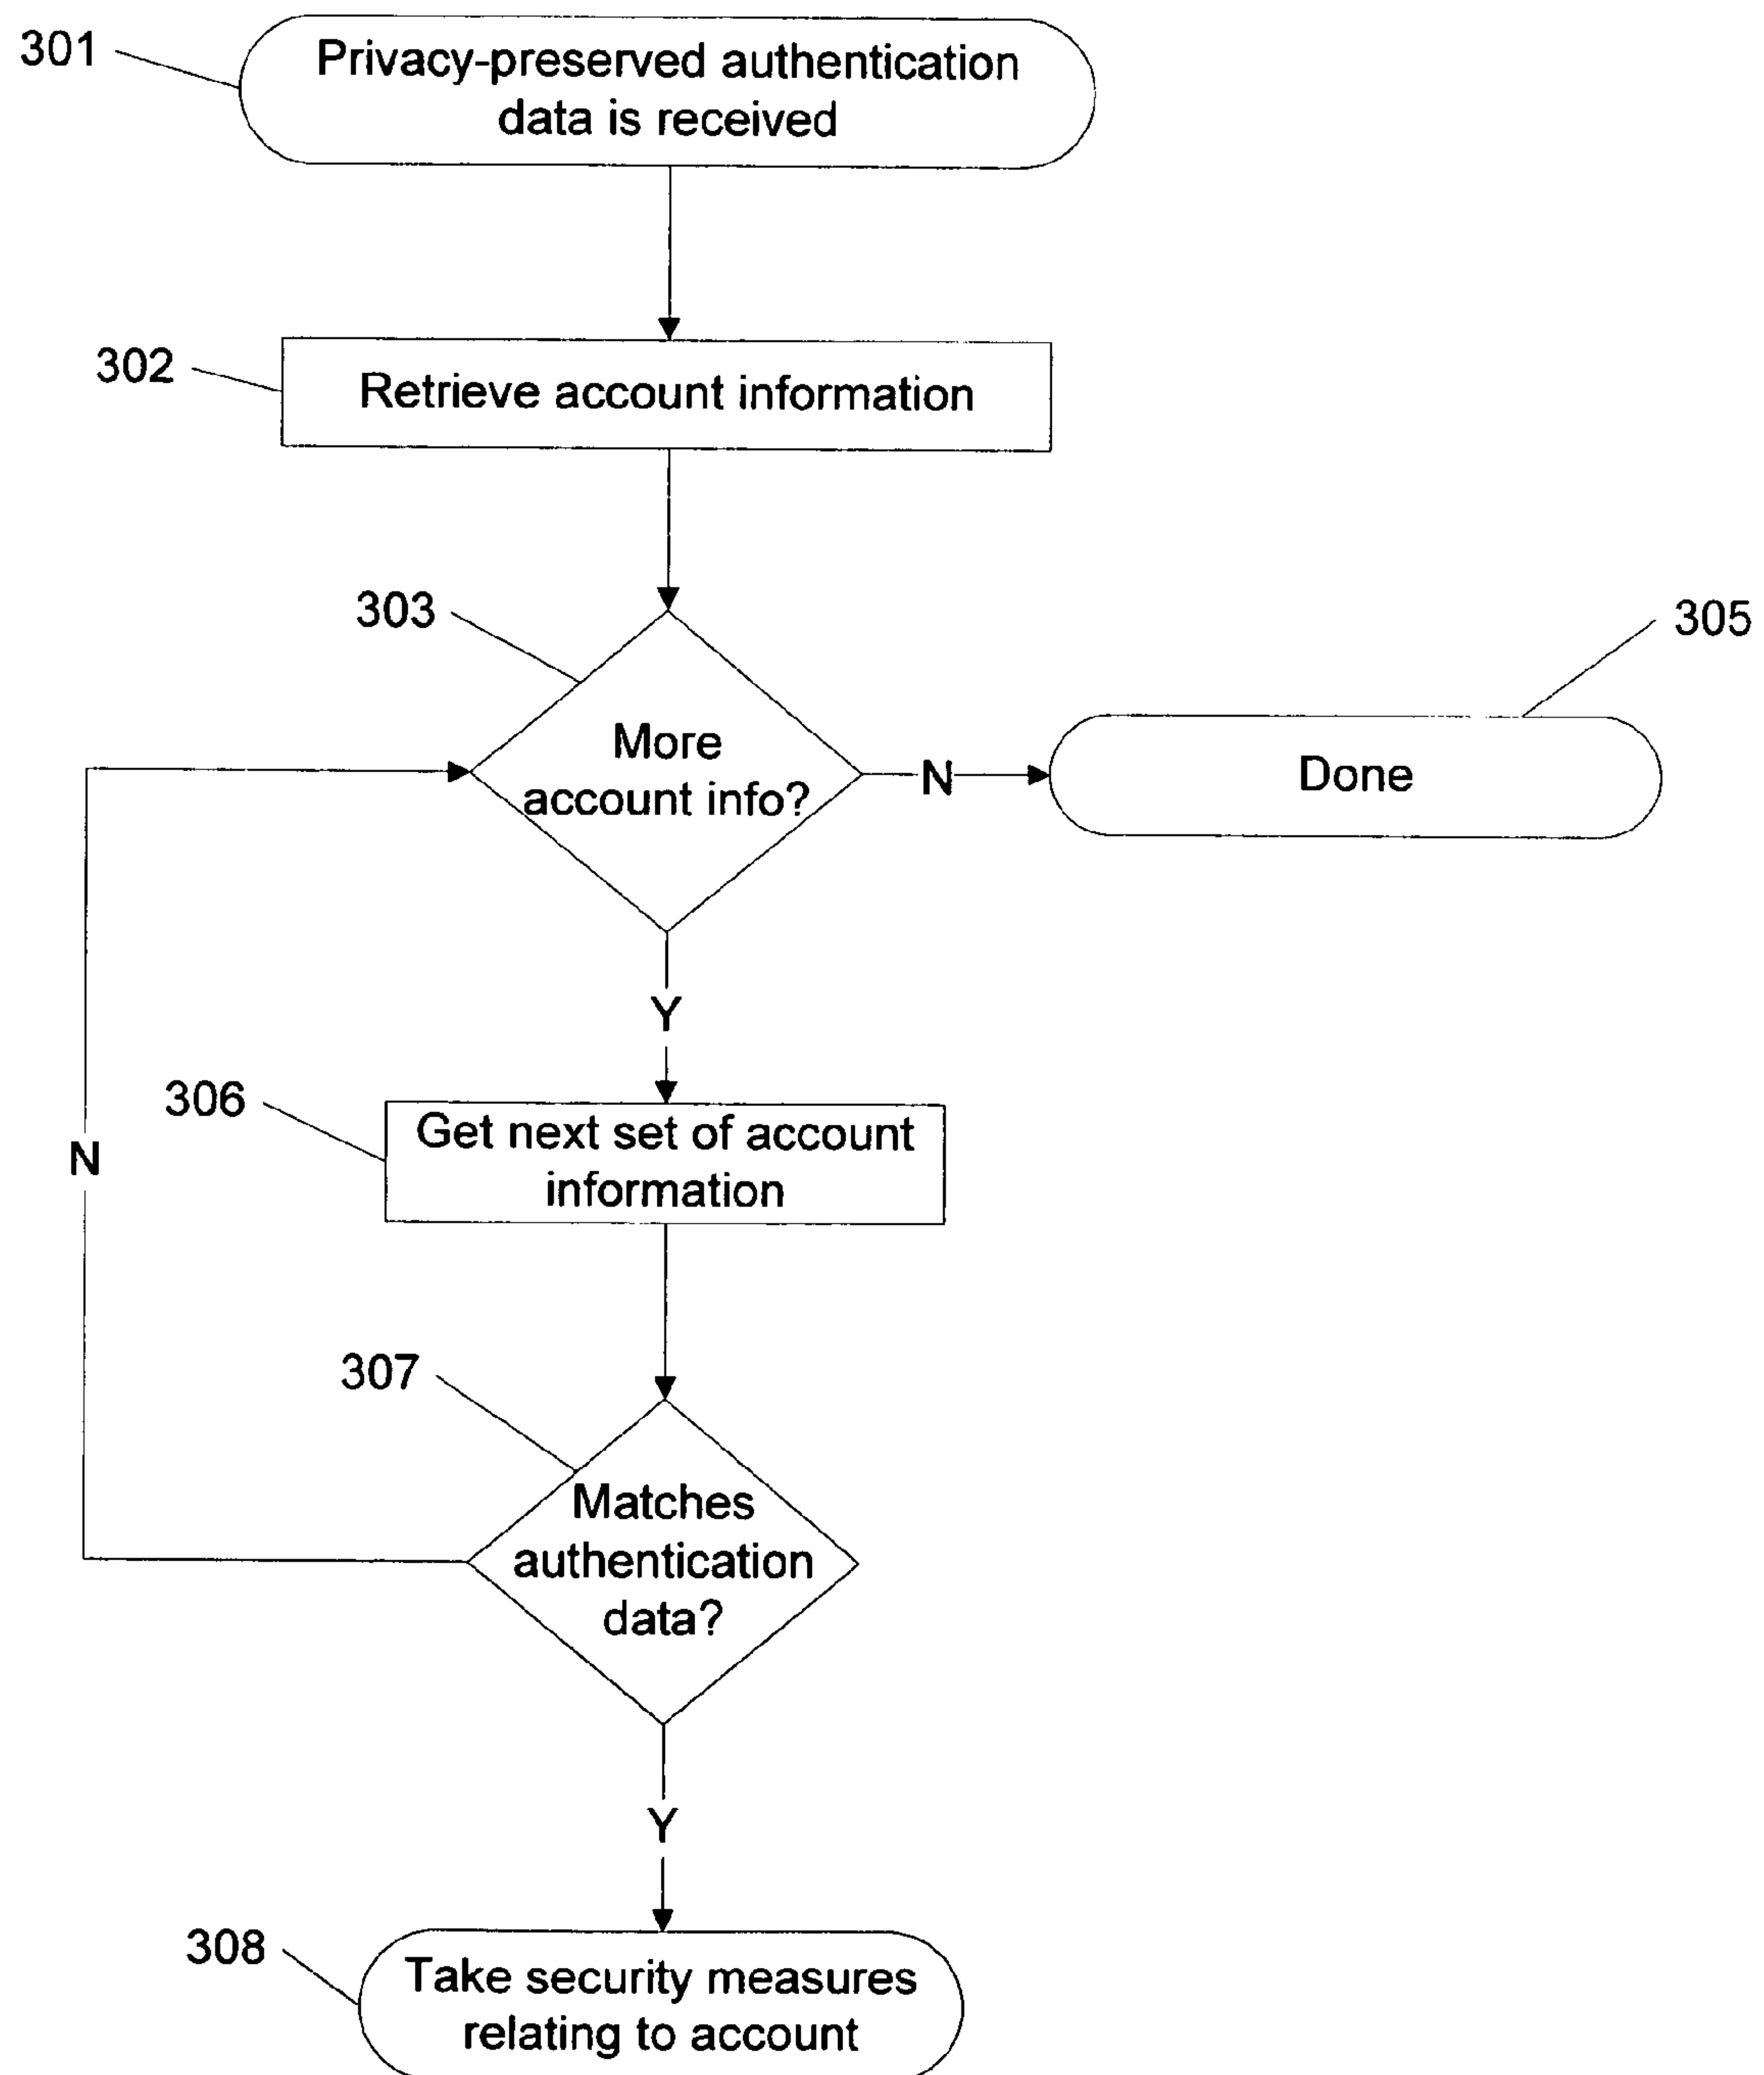 301
Privacy-preserved authentication
data is received
302
Retrieve account information
303
305
More
account info?
N
Done
Y
306
Get next set of account
information
N
307
Matches
authentication
data?
Y
308
Take security measures
relating to account